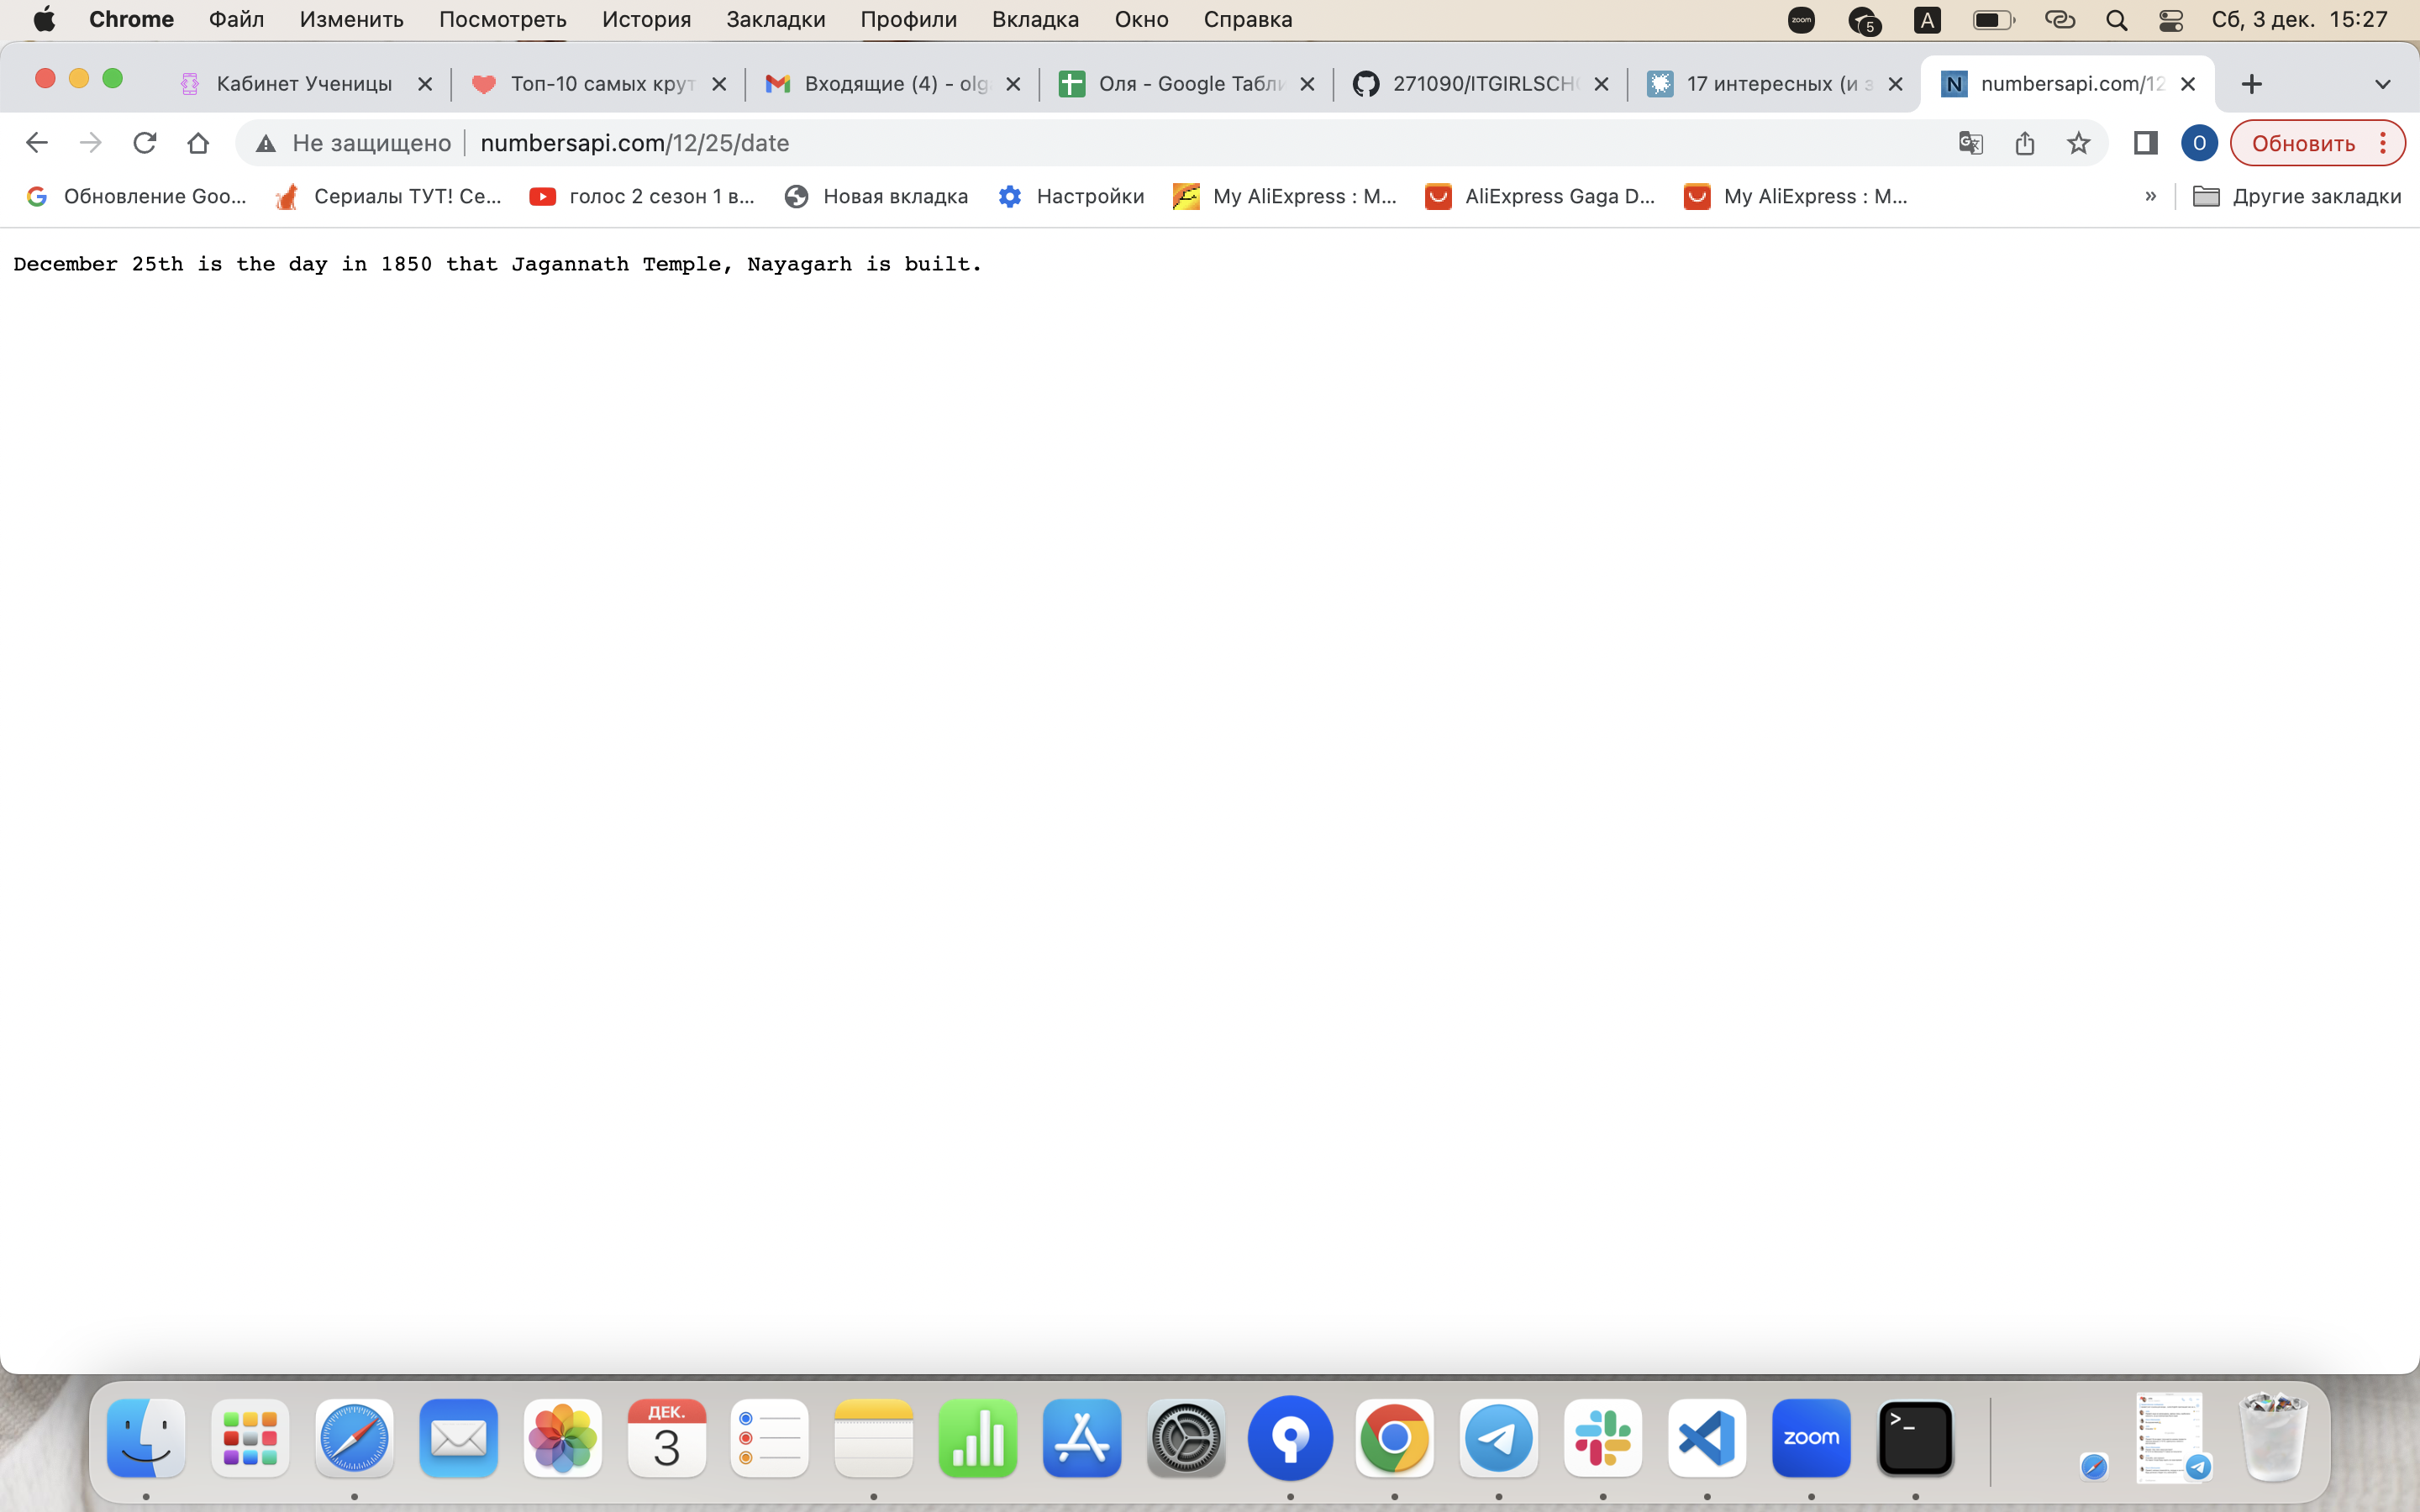 Chrome Файл Изменить Посмотреть История Закладки Профили Вкладка Окно Справка zoom 5 A Сб, 3 дек. 15:27
Кабинет Ученицы Топ-10 самых крут Входящие (4) - olg Оля - Google Табли 271090/ITGIRLSCH 17 интересных (и з N numbersapi.com/12
Не защищено numbersapi.com/12/25/date O Обновить
Обновление Goo... Сериалы ТУТ! Се... голос 2 сезон 1 в... Новая вкладка Настройки My AliExpress : M... AliExpress Gaga D... My AliExpress : M... » Другие закладки
December 25th is the day in 1850 that Jagannath Temple, Nayagarh is built.
ДЕК.
3 zoom >_